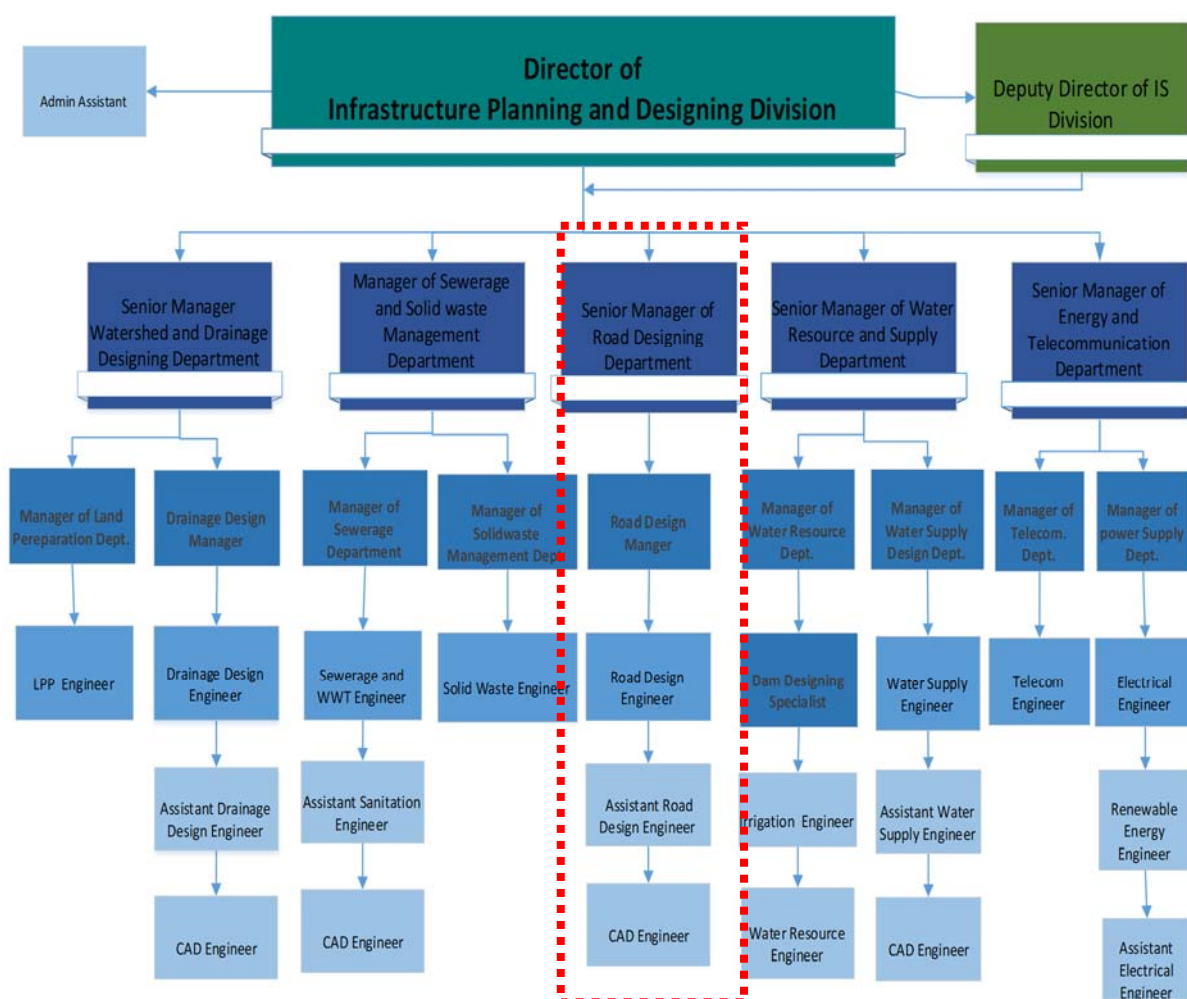 Director of
Infrastructure Planning and Designing Division
Admin Assistant
Deputy Director of IS
Division
Senior Manager
Watershed and Drainage
Designing Department
Manager of Sewerage
and Solid waste
Management
Department
Senior Manager of
Road Designing
Department
Senior Manager of Water
Resource and Supply
Department
Senior Manager of
Energy and
Telecommunication
Department
Manager of Land
Pereparation Dept.
Drainage Design
Manager
Manager of
Sewerage
Department
Manager of
Solidwaste
Management Dept
Road Design
Manger
Manager of
Water Resource
Dept.
Manager of
Water Supply
Design Dept.
Manager of
Telecom.
Dept.
Manager of
power Supply
Dept.
LPP Engineer
Drainage Design
Engineer
Sewerage and
WWT Engineer
Solid Waste Engineer
Road Design
Engineer
Dam Designing
Specialist
Water Supply
Engineer
Telecom
Engineer
Electrical
Engineer
Assistant Drainage
Design Engineer
Assistant Sanitation
Engineer
Assistant Road
Design Engineer
Irrigation Engineer
Assistant Water
Supply Engineer
Renewable
Energy
Engineer
CAD Engineer
CAD Engineer
CAD Engineer
Water Resource
Engineer
CAD Engineer
Assistant
Electrical
Engineer